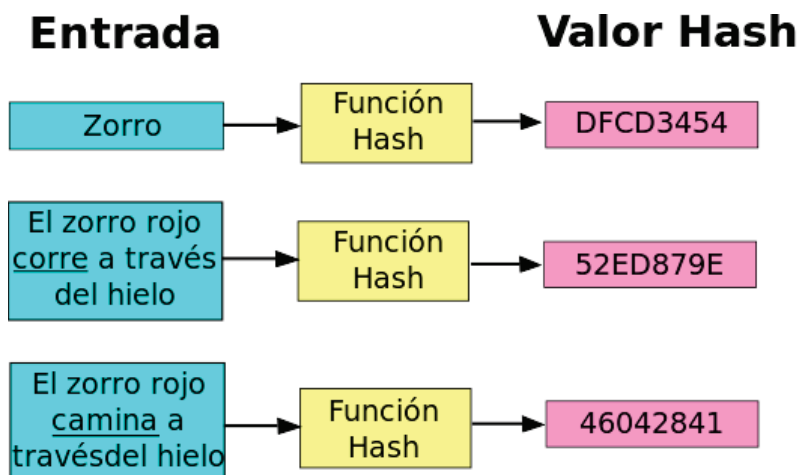 Entrada
Valor Hash
Zorro
Función
Hash
DFCD3454
El zorro rojo
corre a través
del hielo
Función
Hash
52ED879E
El zorro rojo
camina a
travésdel hielo
Función
Hash
46042841